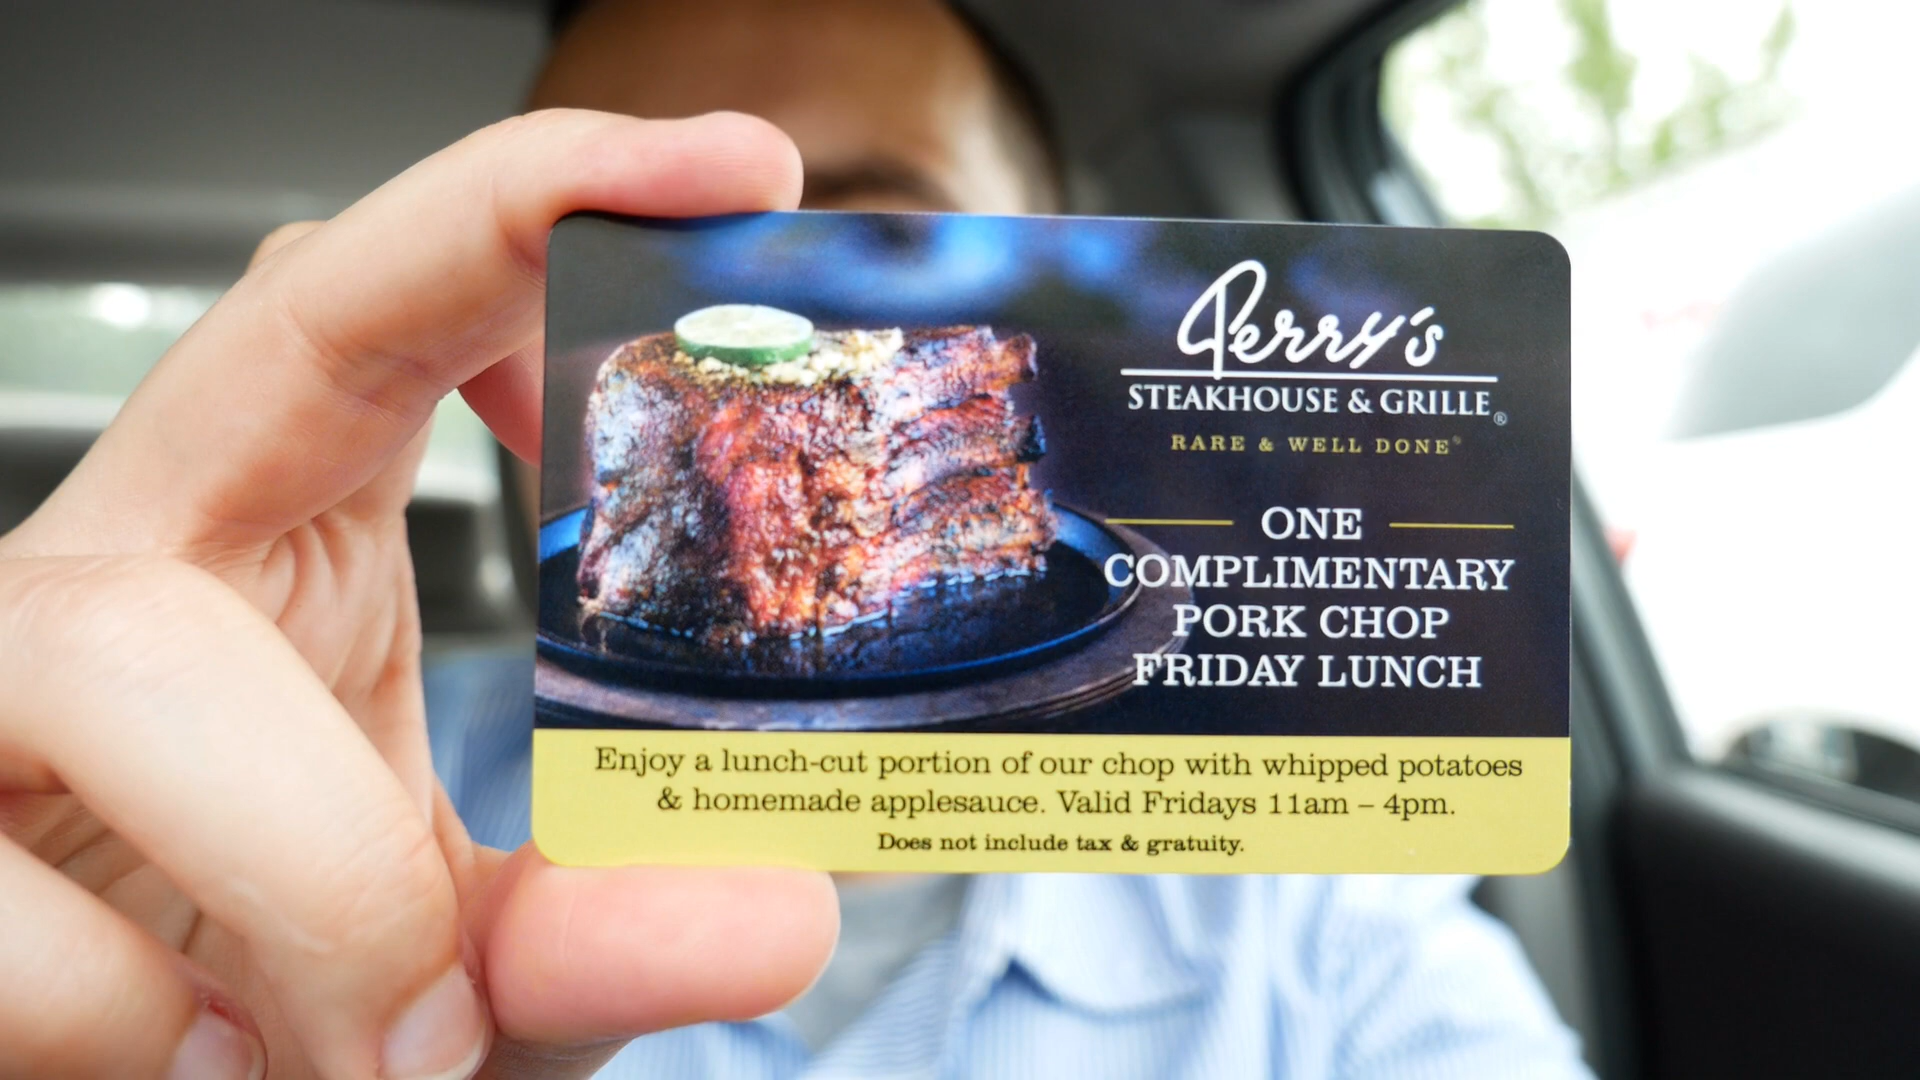 Perry's
STEAKHOUSE & GRILLE®
RARE & WELL DONE®
ONE
COMPLIMENTARY
PORK CHOP
FRIDAY LUNCH
Enjoy a lunch-cut portion of our chop with whipped potatoes
& homemade applesauce. Valid Fridays 11am – 4pm.
Does not include tax & gratuity.